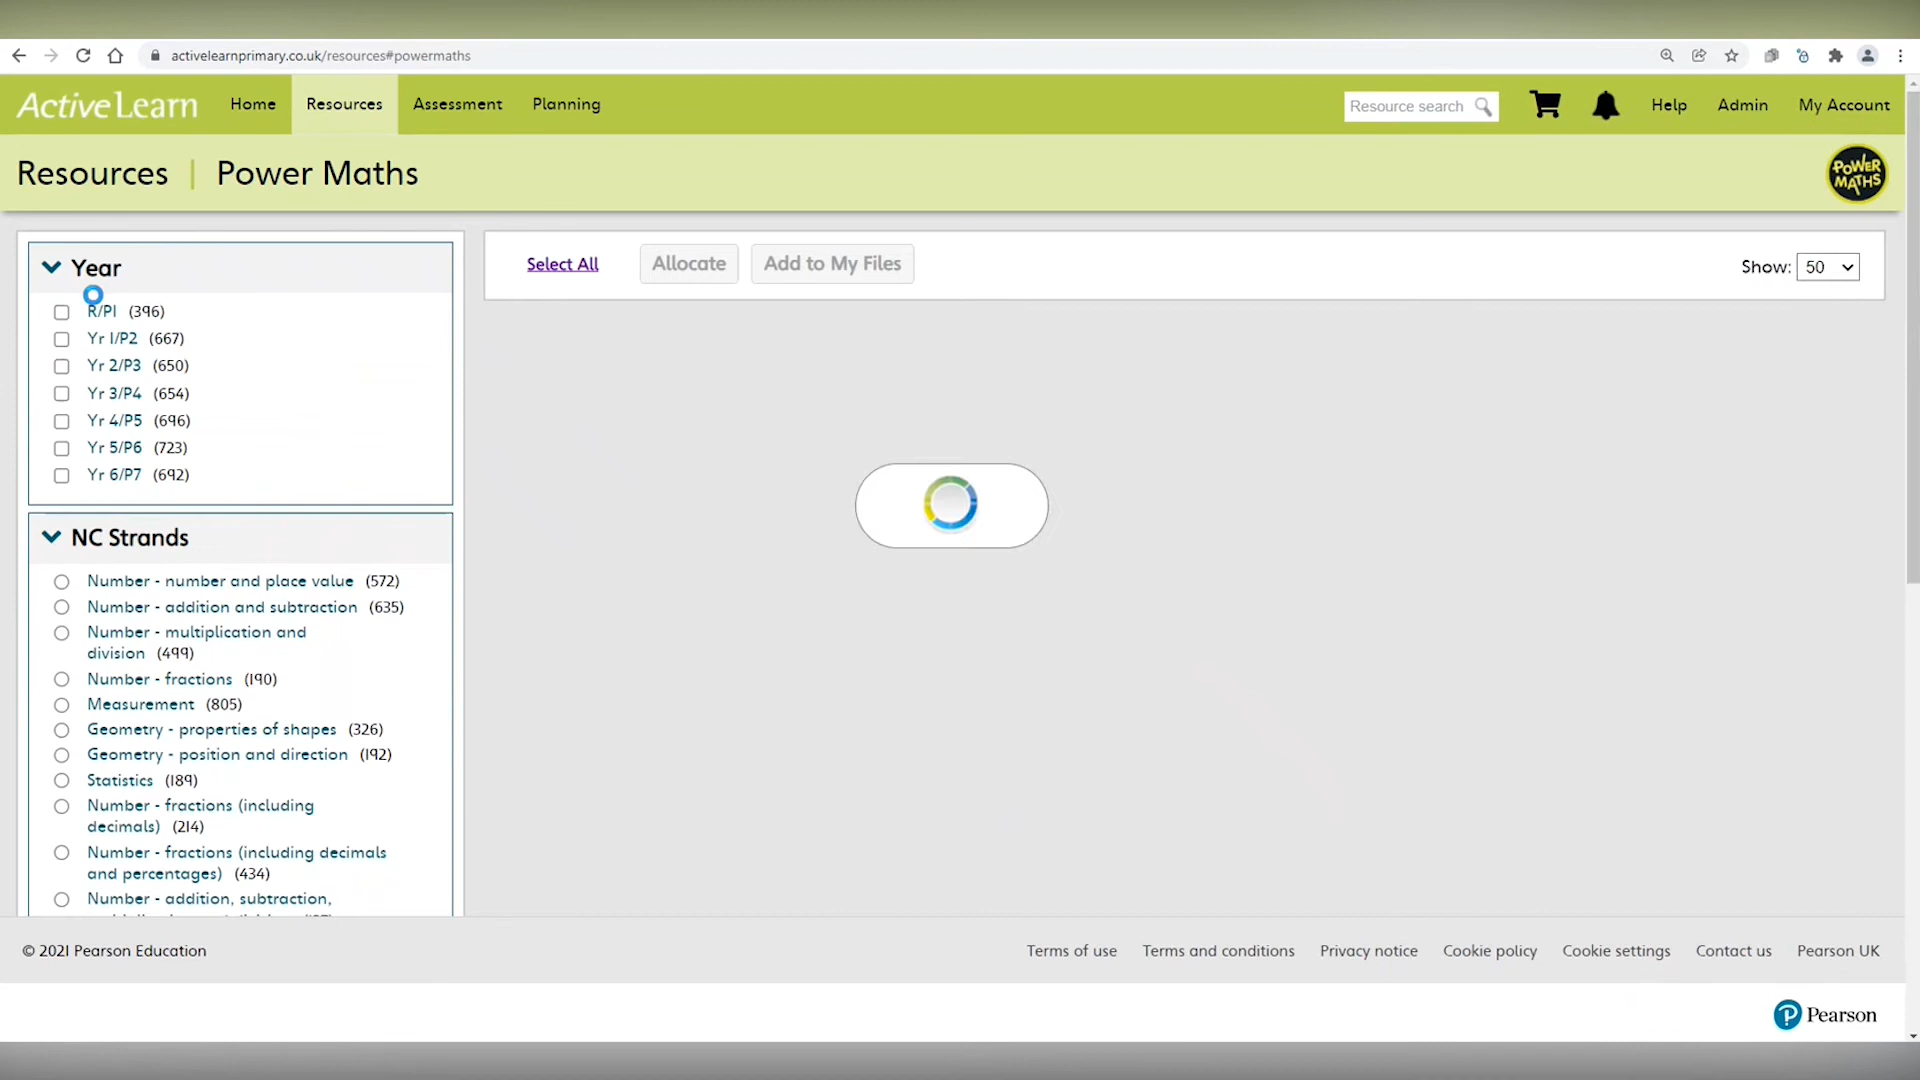 activelearnprimary.co.uk/resources#powermaths
ActiveLearn Home Resources Assessment Planning Resource search Help Admin My Account
Resources | Power Maths
POWER MATHS
Year
R/P1 (396)
Yr 1/P2 (667)
Yr 2/P3 (650)
Yr 3/P4 (654)
Yr 4/P5 (696)
Yr 5/P6 (723)
Yr 6/P7 (692)
Select All Allocate Add to My Files Show: 50
NC Strands
Number - number and place value (572)
Number - addition and subtraction (635)
Number - multiplication and
division (499)
Number - fractions (190)
Measurement (805)
Geometry - properties of shapes (326)
Geometry - position and direction (192)
Statistics (189)
Number - fractions (including
decimals) (214)
Number - fractions (including decimals
and percentages) (434)
Number - addition, subtraction,
© 2021 Pearson Education Terms of use Terms and conditions Privacy notice Cookie policy Cookie settings Contact us Pearson UK
Pearson